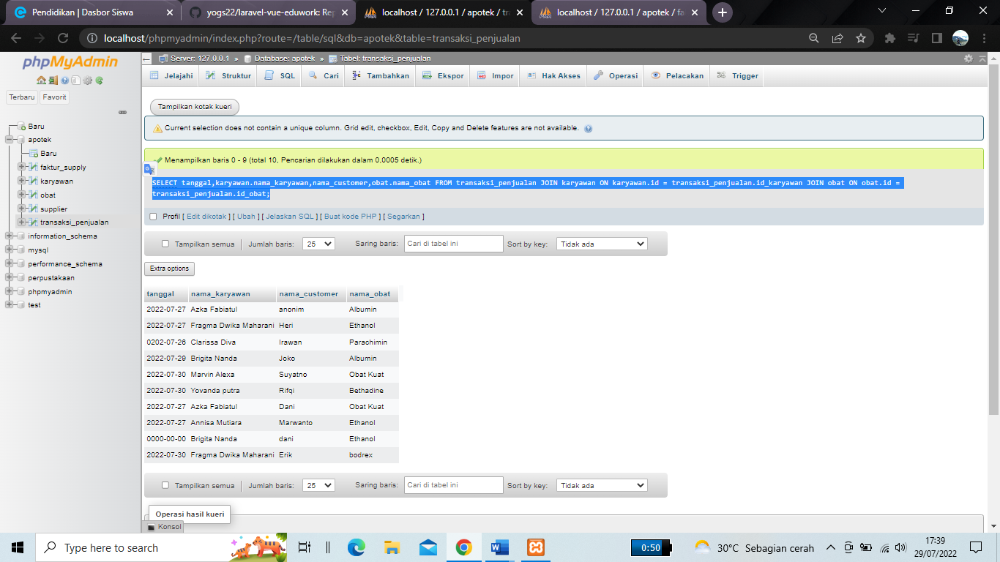 Pendidikan | Dasbor Siswa
yogs22/laravel-vue-eduwork: Rep
localhost / 127.0.0.1 / apotek / tra
localhost / 127.0.0.1 / apotek / fa
localhost/phpmyadmin/index.php?route=/table/sql&db=apotek&table=transaksi_penjualan
phpMyAdmin
Terbaru Favorit
Baru
apotek
Baru
faktur_supply
karyawan
obat
supplier
transaksi_penjualan
information_schema
mysql
performance_schema
perpustakaan
phpmyadmin
test
Server: 127.0.0.1 » Database: apotek » Tabel: transaksi_penjualan
Jelajahi Struktur SQL Cari Tambahkan Ekspor Impor Hak Akses Operasi Pelacakan Trigger
Tampilkan kotak kueri
Current selection does not contain a unique column. Grid edit, checkbox, Edit, Copy and Delete features are not available.
Menampilkan baris 0 - 9 (total 10, Pencarian dilakukan dalam 0,0005 detik.)
SELECT tanggal,karyawan.nama_karyawan,nama_customer,obat.nama_obat FROM transaksi_penjualan JOIN karyawan ON karyawan.id = transaksi_penjualan.id_karyawan JOIN obat ON obat.id =
transaksi_penjualan.id_obat;
Profil [ Edit dikotak ] [ Ubah ] [ Jelaskan SQL ] [ Buat kode PHP ] [ Segarkan ]
Tampilkan semua Jumlah baris: 25 Saring baris: Cari di tabel ini Sort by key: Tidak ada
Extra options
tanggal nama_karyawan nama_customer nama_obat
2022-07-27 Azka Fabiatul anonim Albumin
2022-07-27 Fragma Dwika Maharani Heri Ethanol
0202-07-26 Clarissa Diva Irawan Parachimin
2022-07-29 Brigita Nanda Joko Albumin
2022-07-30 Marvin Alexa Suyatno Obat Kuat
2022-07-30 Yovanda putra Rifqi Bethadine
2022-07-27 Azka Fabiatul Dani Obat Kuat
2022-07-27 Annisa Mutiara Marwanto Ethanol
0000-00-00 Brigita Nanda dani Ethanol
2022-07-30 Fragma Dwika Maharani Erik bodrex
Tampilkan semua Jumlah baris: 25 Saring baris: Cari di tabel ini Sort by key: Tidak ada
Operasi hasil kueri
Konsol
Type here to search
0:50
30°C Sebagian cerah
17:39
29/07/2022